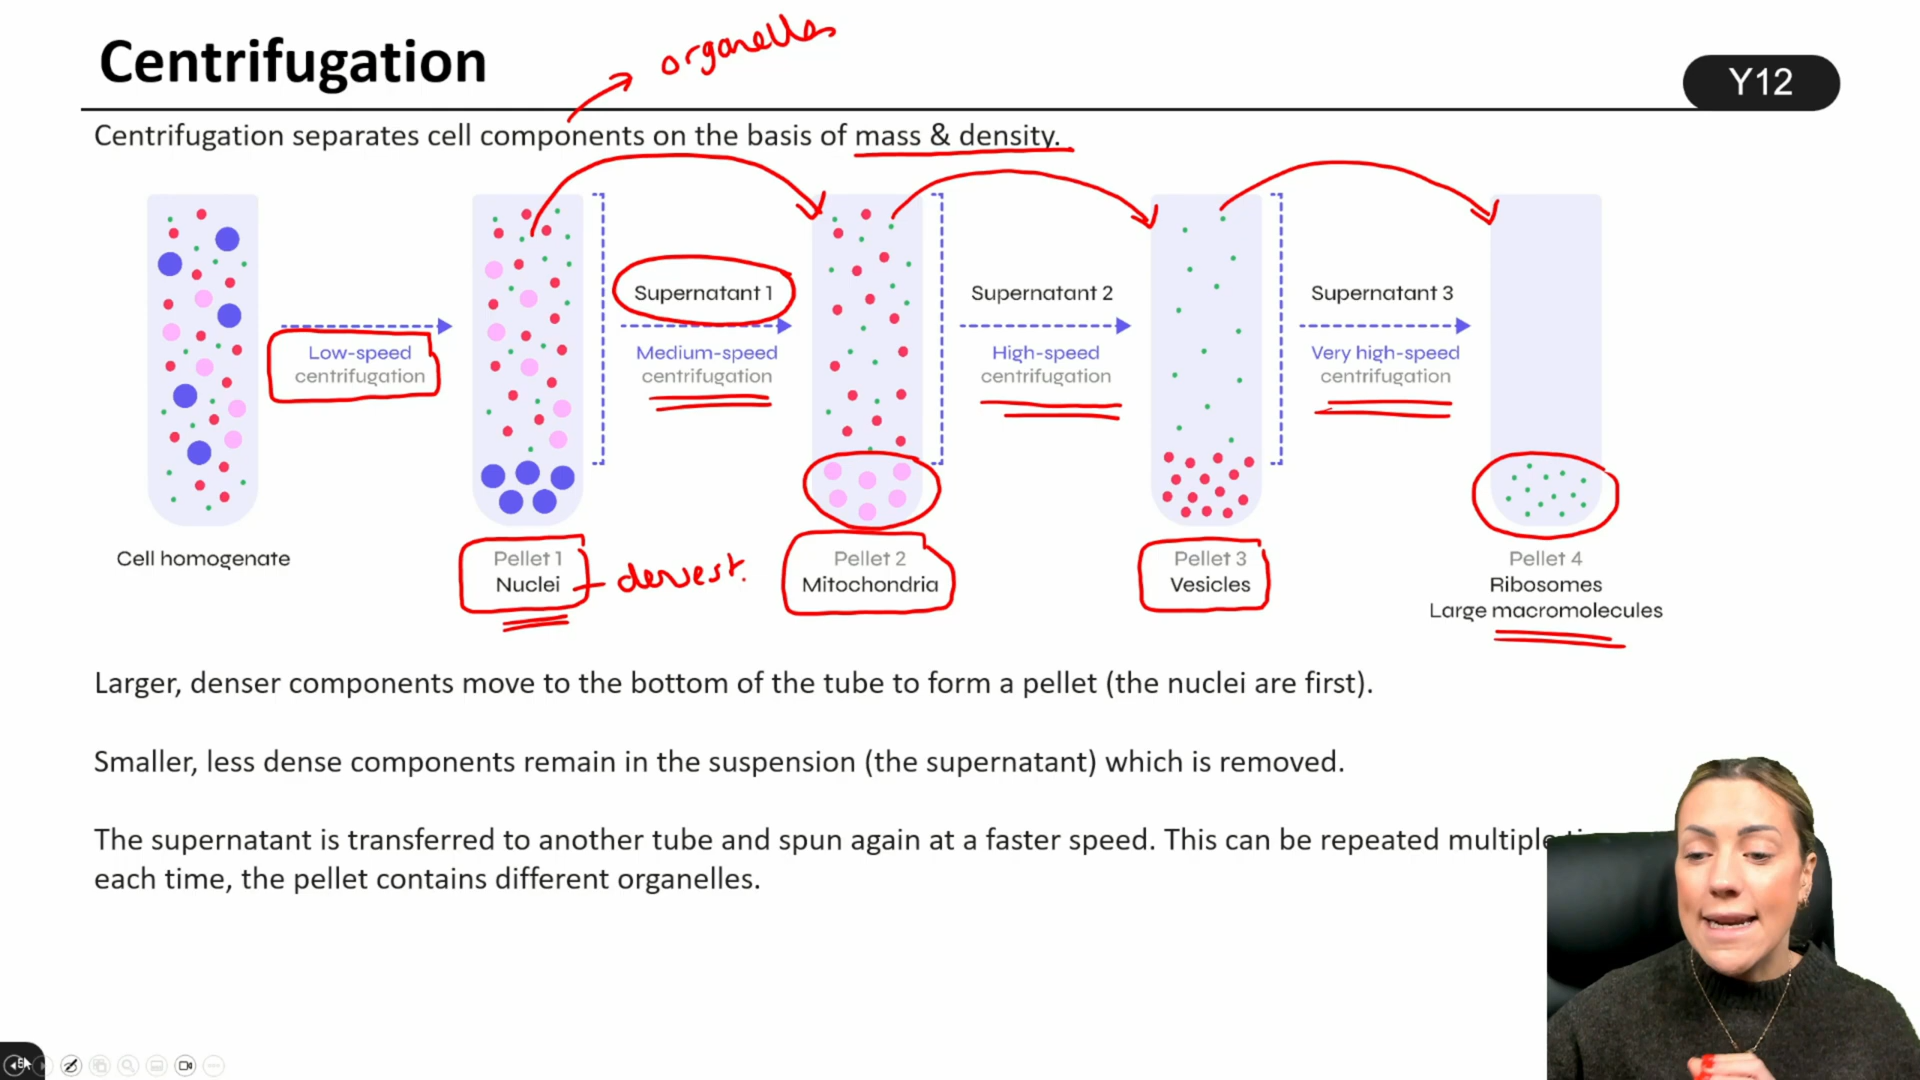 Centrifugation
organelles
Y12
Centrifugation separates cell components on the basis of mass & density.
Supernatant 1
Supernatant 2
Supernatant 3
Low-speed
centrifugation
Medium-speed
centrifugation
High-speed
centrifugation
Very high-speed
centrifugation
Cell homogenate
Pellet 1
Nuclei
densest.
Pellet 2
Mitochondria
Pellet 3
Vesicles
Pellet 4
Ribosomes
Large macromolecules
Larger, denser components move to the bottom of the tube to form a pellet (the nuclei are first).
Smaller, less dense components remain in the suspension (the supernatant) which is removed.
The supernatant is transferred to another tube and spun again at a faster speed. This can be repeated multiple
each time, the pellet contains different organelles.